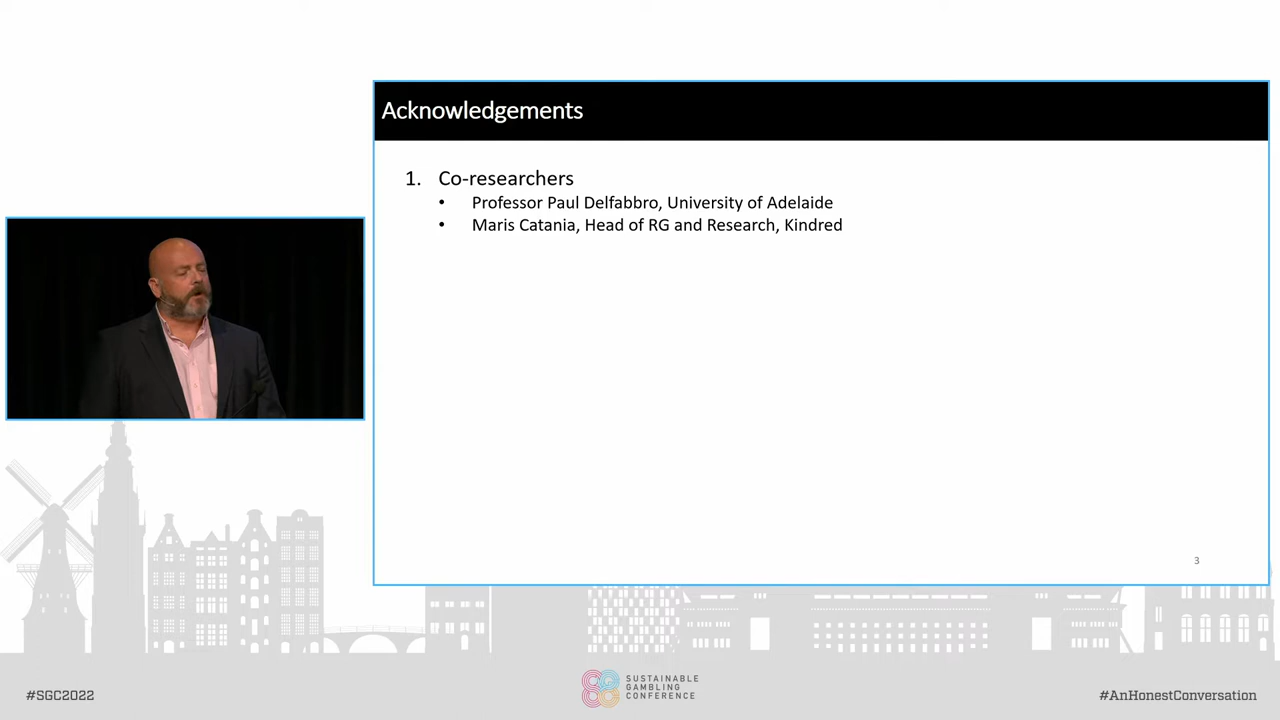 Acknowledgements
1. Co-researchers
• Professor Paul Delfabbro, University of Adelaide
• Maris Catania, Head of RG and Research, Kindred
3
#SGC2022
SUSTAINABLE
GAMBLING
CONFERENCE
#AnHonestConversation